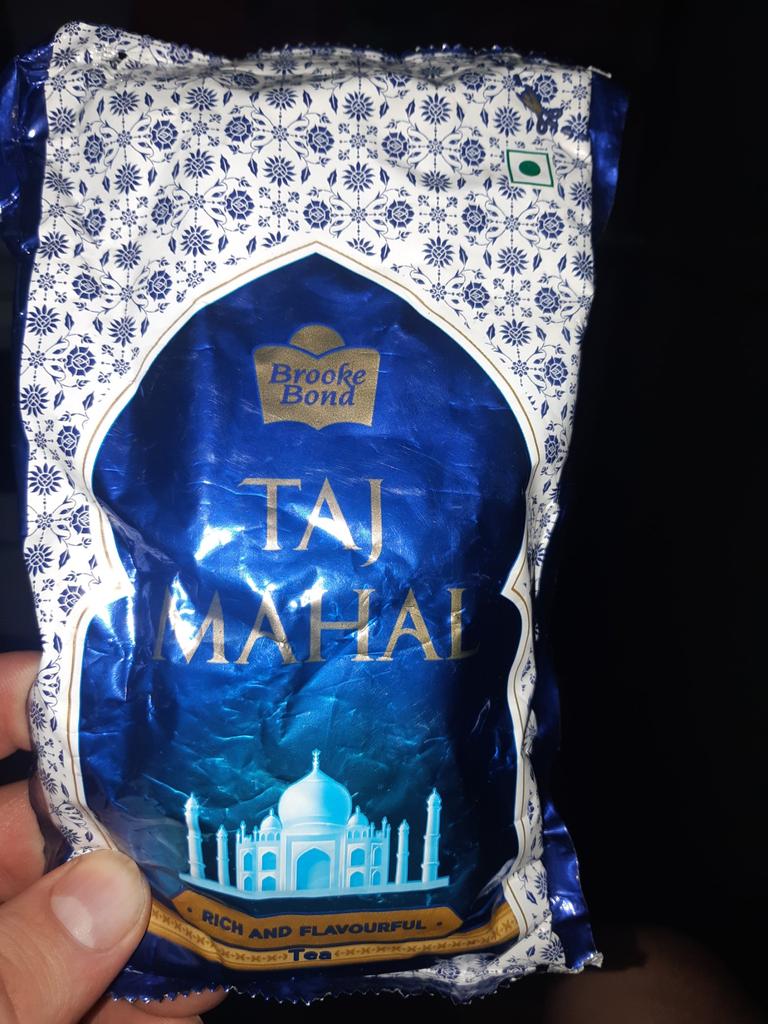 Brooke
Bond
TAJ
MAHAL
RICH AND FLAVOURFUL
Tea